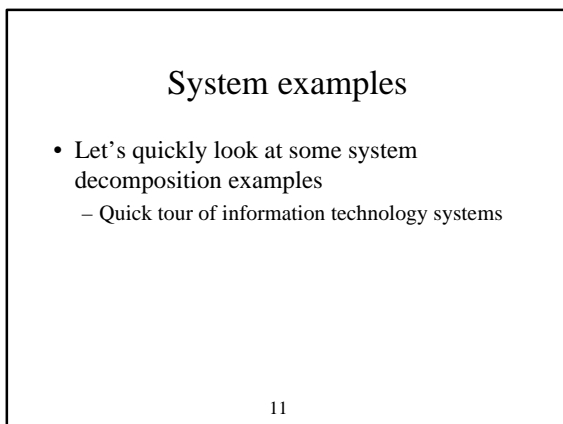 System examples
• Let's quickly look at some system
decomposition examples
– Quick tour of information technology systems
11